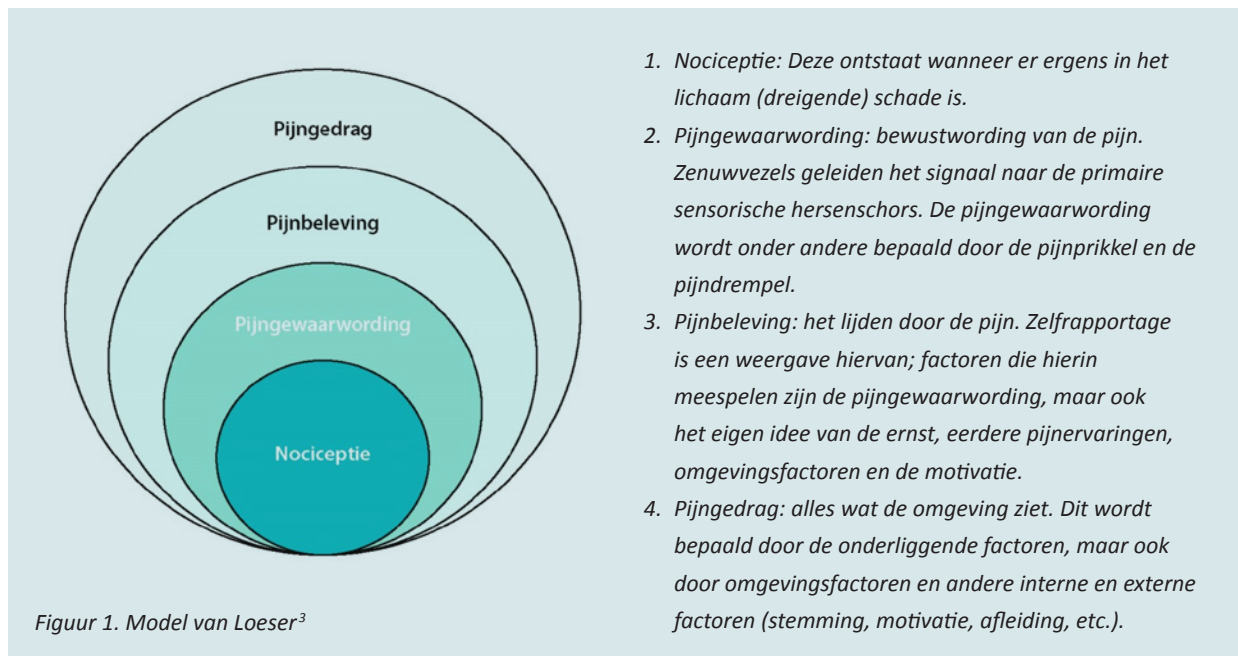 Pijngedrag
Pijnbeleving
Pijngewaarwording
Nociceptie
Figuur 1. Model van Loeser³
1. Nociceptie: Deze ontstaat wanneer er ergens in het
lichaam (dreigende) schade is.
2. Pijngewaarwording: bewustwording van de pijn.
Zenuwvezels geleiden het signaal naar de primaire
sensorische hersenschors. De pijngewaarwording
wordt onder andere bepaald door de pijnprikkel en de
pijndrempel.
3. Pijnbeleving: het lijden door de pijn. Zelfrapportage
is een weergave hiervan; factoren die hierin
meespelen zijn de pijngewaarwording, maar ook
het eigen idee van de ernst, eerdere pijnervaringen,
omgevingsfactoren en de motivatie.
4. Pijngedrag: alles wat de omgeving ziet. Dit wordt
bepaald door de onderliggende factoren, maar ook
door omgevingsfactoren en andere interne en externe
factoren (stemming, motivatie, afleiding, etc.).